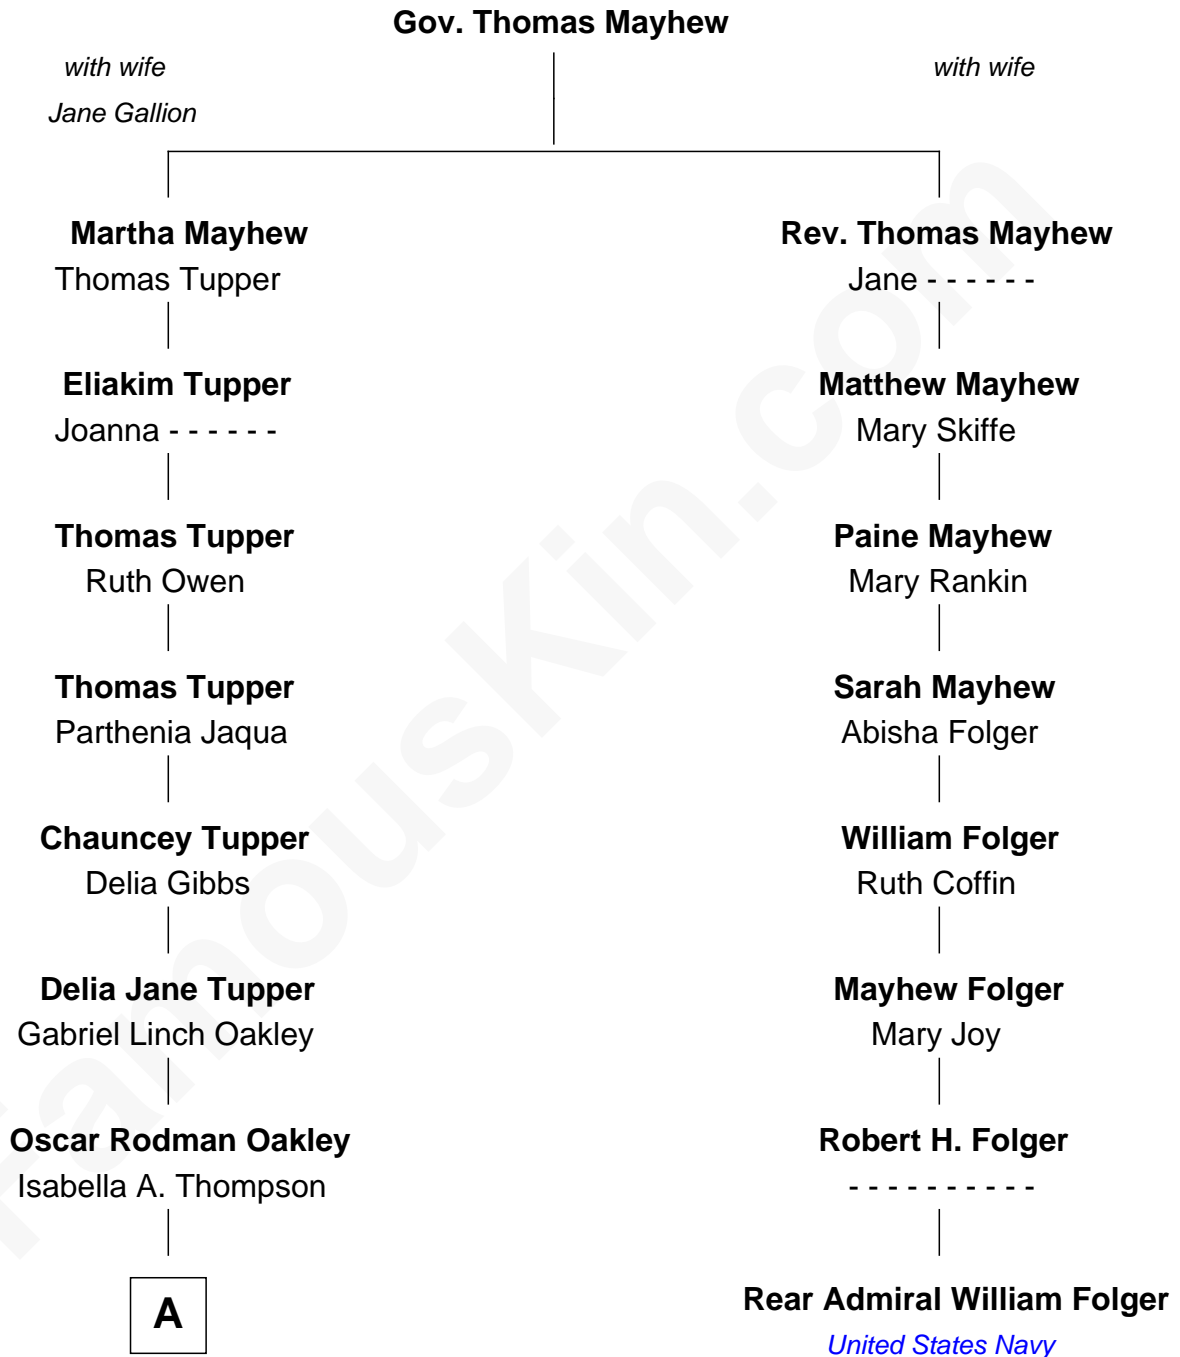 Gov. Thomas Mayhew
with wife
Jane Gallion
with wife
Martha Mayhew
Thomas Tupper
Rev. Thomas Mayhew
Jane - - - - - -
Eliakim Tupper
Joanna - - - - - -
Matthew Mayhew
Mary Skiffe
Thomas Tupper
Ruth Owen
Paine Mayhew
Mary Rankin
Thomas Tupper
Parthenia Jaqua
Sarah Mayhew
Abisha Folger
Chauncey Tupper
Delia Gibbs
William Folger
Ruth Coffin
Delia Jane Tupper
Gabriel Linch Oakley
Mayhew Folger
Mary Joy
Oscar Rodman Oakley
Isabella A. Thompson
Robert H. Folger
- - - - - - - - - -
A
Rear Admiral William Folger
United States Navy
FamousKin.com